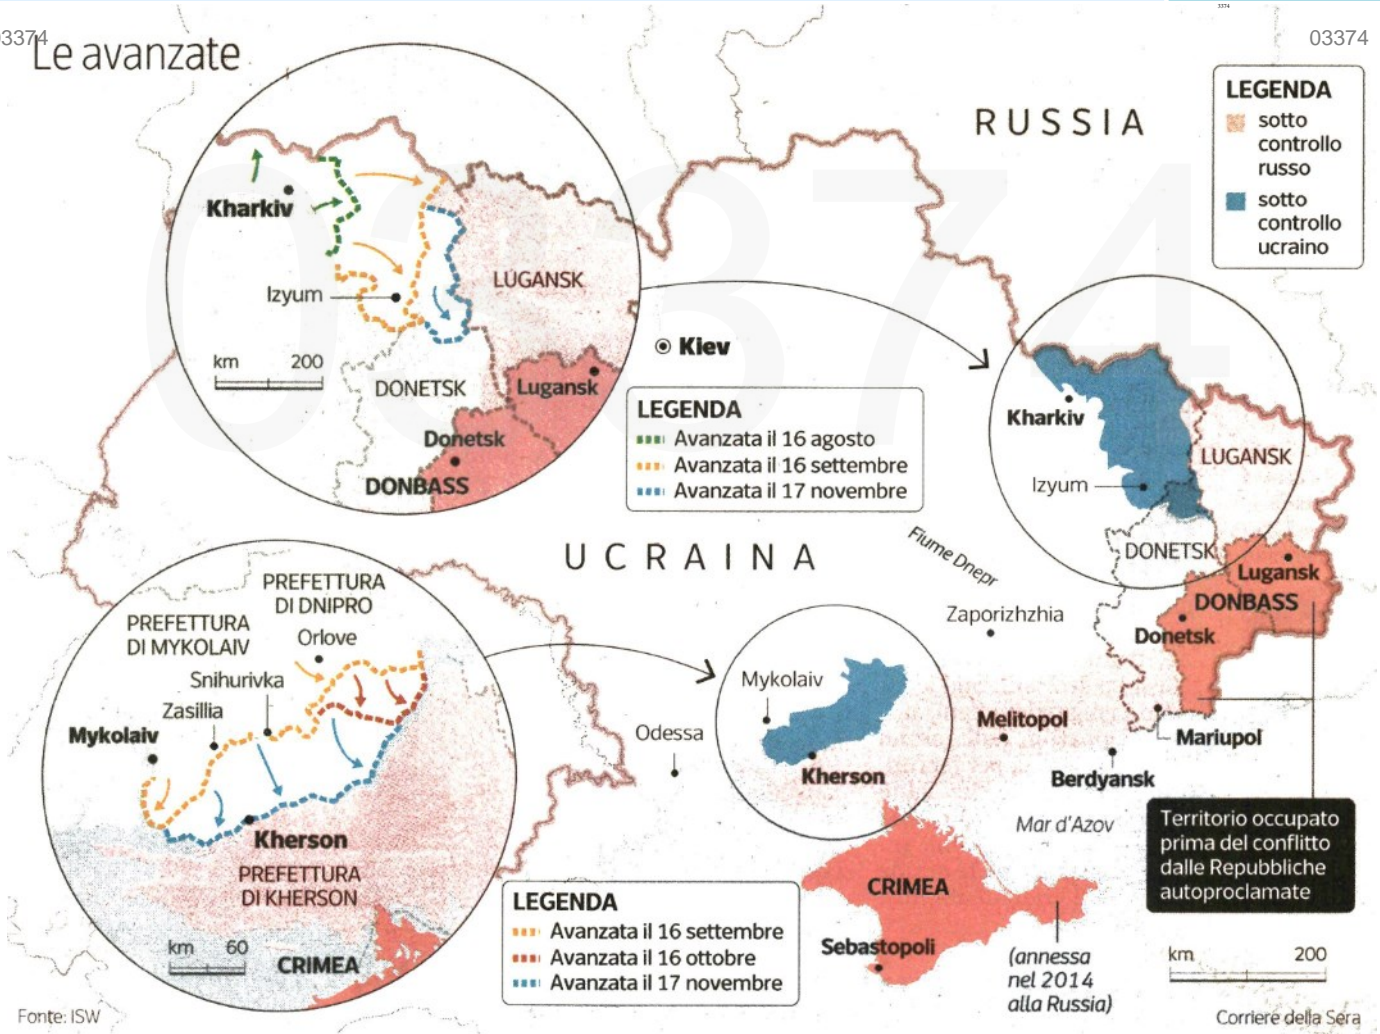 3374
03374
03374
Le avanzate
RUSSIA
LEGENDA
sotto
controllo
russo
sotto
controllo
ucraino
03374
Kharkiv
Izyum
LUGANSK
km 200
DONETSK
Lugansk
Donetsk
DONBASS
Kiev
LEGENDA
Avanzata il 16 agosto
Avanzata il 16 settembre
Avanzata il 17 novembre
Kharkiv
LUGANSK
Izyum
DONETSK
Lugansk
DONBASS
Donetsk
UCRAINA
Fiume Dnepr
Zaporizhzhia
PREFETTURA
DI DNIPRO
PREFETTURA
DI MYKOLAIV
Orlove
Snihurivka
Zasillia
Mykolaiv
Kherson
PREFETTURA
DI KHERSON
km 60
CRIMEA
Mykolaiv
Kherson
Odessa
Melitopol
Mariupol
Berdyansk
Mar d'Azov
Territorio occupato
prima del conflitto
dalle Repubbliche
autoproclamate
CRIMEA
Sebastopoli
(annessa
nel 2014
alla Russia)
LEGENDA
Avanzata il 16 settembre
Avanzata il 16 ottobre
Avanzata il 17 novembre
km 200
Fonte: ISW
Corriere della Sera